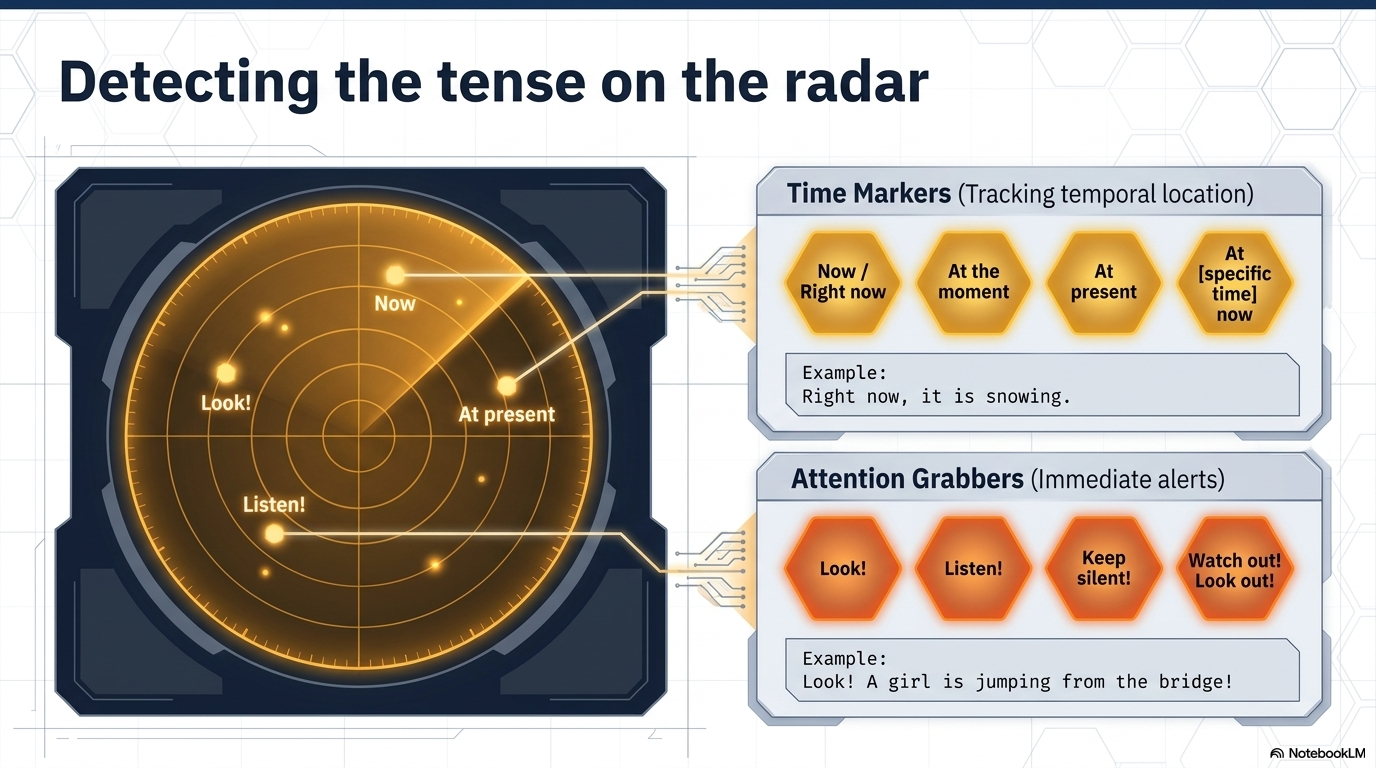 Detecting the tense on the radar
Now
Look!
At present
Listen!
Time Markers (Tracking temporal location)
Now /
Right now
At the
moment
At
present
At
[specific
time]
now
Example:
Right now, it is snowing.
Attention Grabbers (Immediate alerts)
Look!
Listen!
Keep
silent!
Watch out!
Look out!
Example:
Look! A girl is jumping from the bridge!
NotebookLM